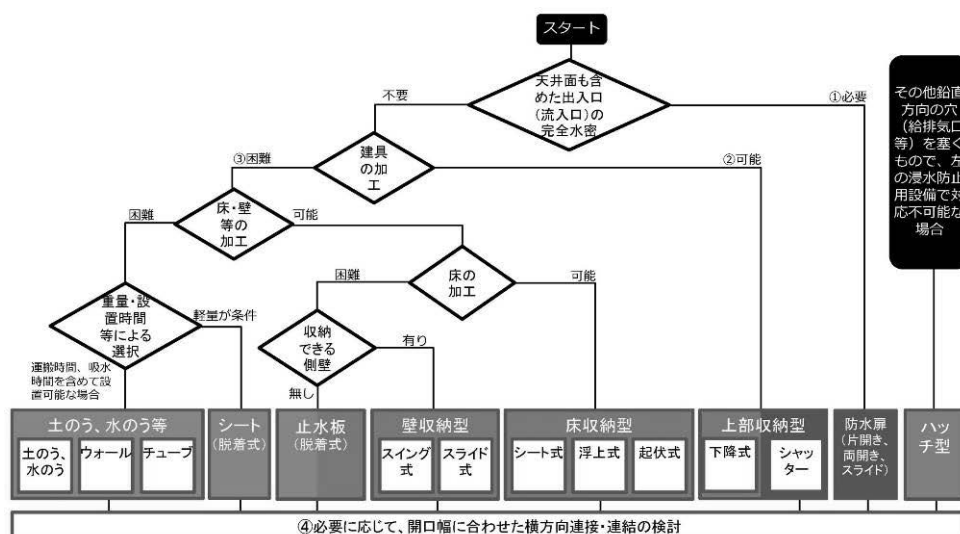 スタート
天井面も含
めた出入口
(流入口)の
完全水密
不要
①必要
その他鉛直
方向の穴
(給排気口
等)を塞ぐ
もので、左
の浸水防止
用設備で対
応不可能な
場合
建具
の加
工
③困難
②可能
床・壁
等の
加工
困難
可能
床の
加工
困難
可能
重量・設
置時間
等による
選択
軽量が条件
収納
できる
側壁
有り
無し
運搬時間、吸水
時間を含めて設
置可能な場合
土のう、水のう等
土のう、
水のう
ウォール
チューブ
シート
(脱着式)
止水板
(脱着式)
壁収納型
スイング
式
スライド
式
床収納型
シート式
浮上式
起伏式
上部収納型
下降式
シャッ
ター
防水扉
(片開き、
両開き、
スライド)
ハッ
チ型
④必要に応じて、開口幅に合わせた横方向連接・連結の検討